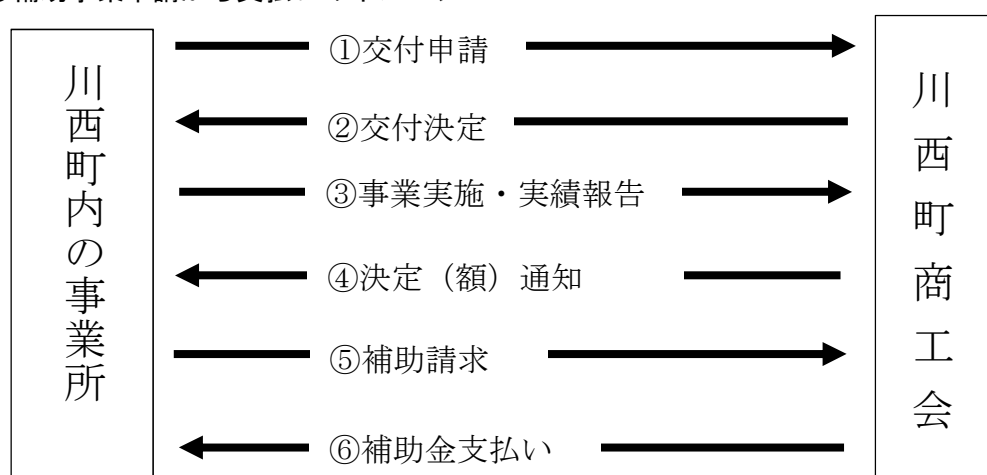 川西町内の事業所
①交付申請
②交付決定
③事業実施・実績報告
④決定（額）通知
⑤補助請求
⑥補助金支払い
川西町商工会